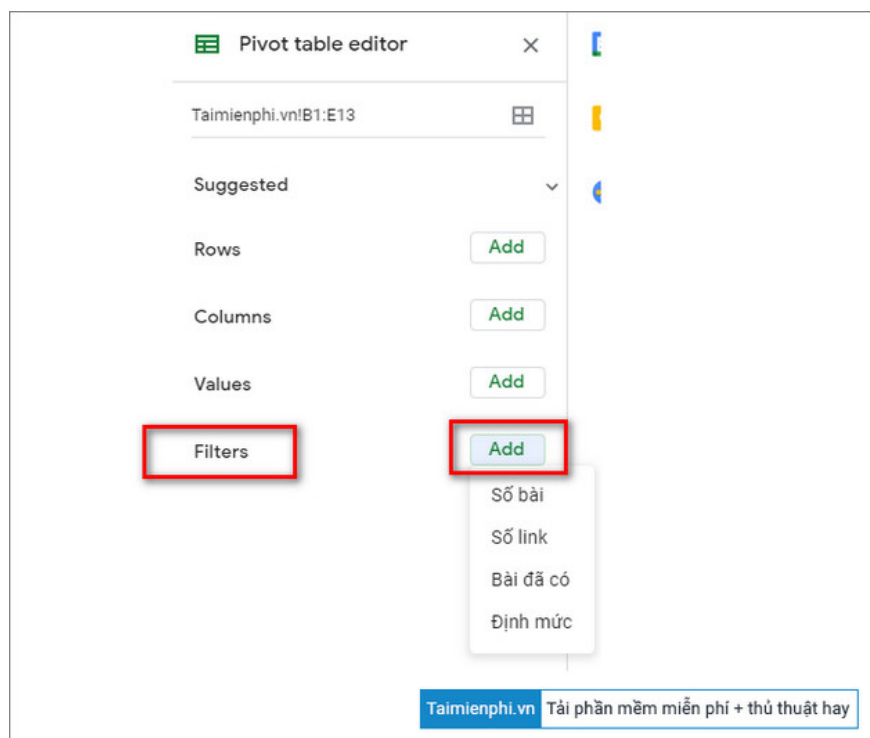 Pivot table editor
Taimienphi.vn!B1:E13
Suggested
Rows Add
Columns Add
Values Add
Filters Add
Số bài
Số link
Bài đã có
Định mức
Taimienphi.vn Tải phần mềm miễn phí + thủ thuật hay